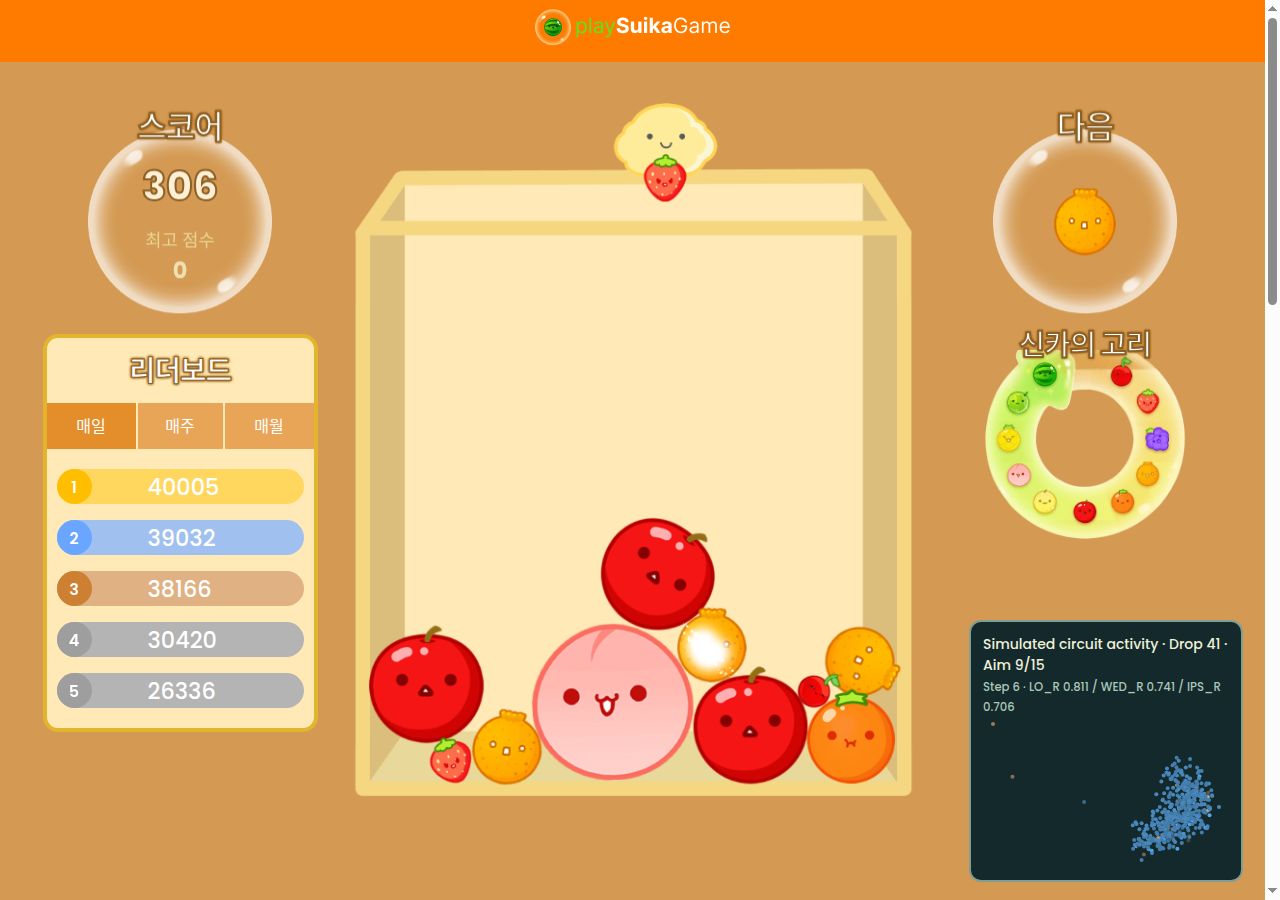 playSuikaGame
스코어
306
최고 점수
0
다음
신카의 고리
리더보드
매일 매주 매월
1 40005
2 39032
3 38166
4 30420
5 26336
Simulated circuit activity · Drop 41 ·
Aim 9/15
Step 6 · LO_R 0.811 / WED_R 0.741 / IPS_R
0.706